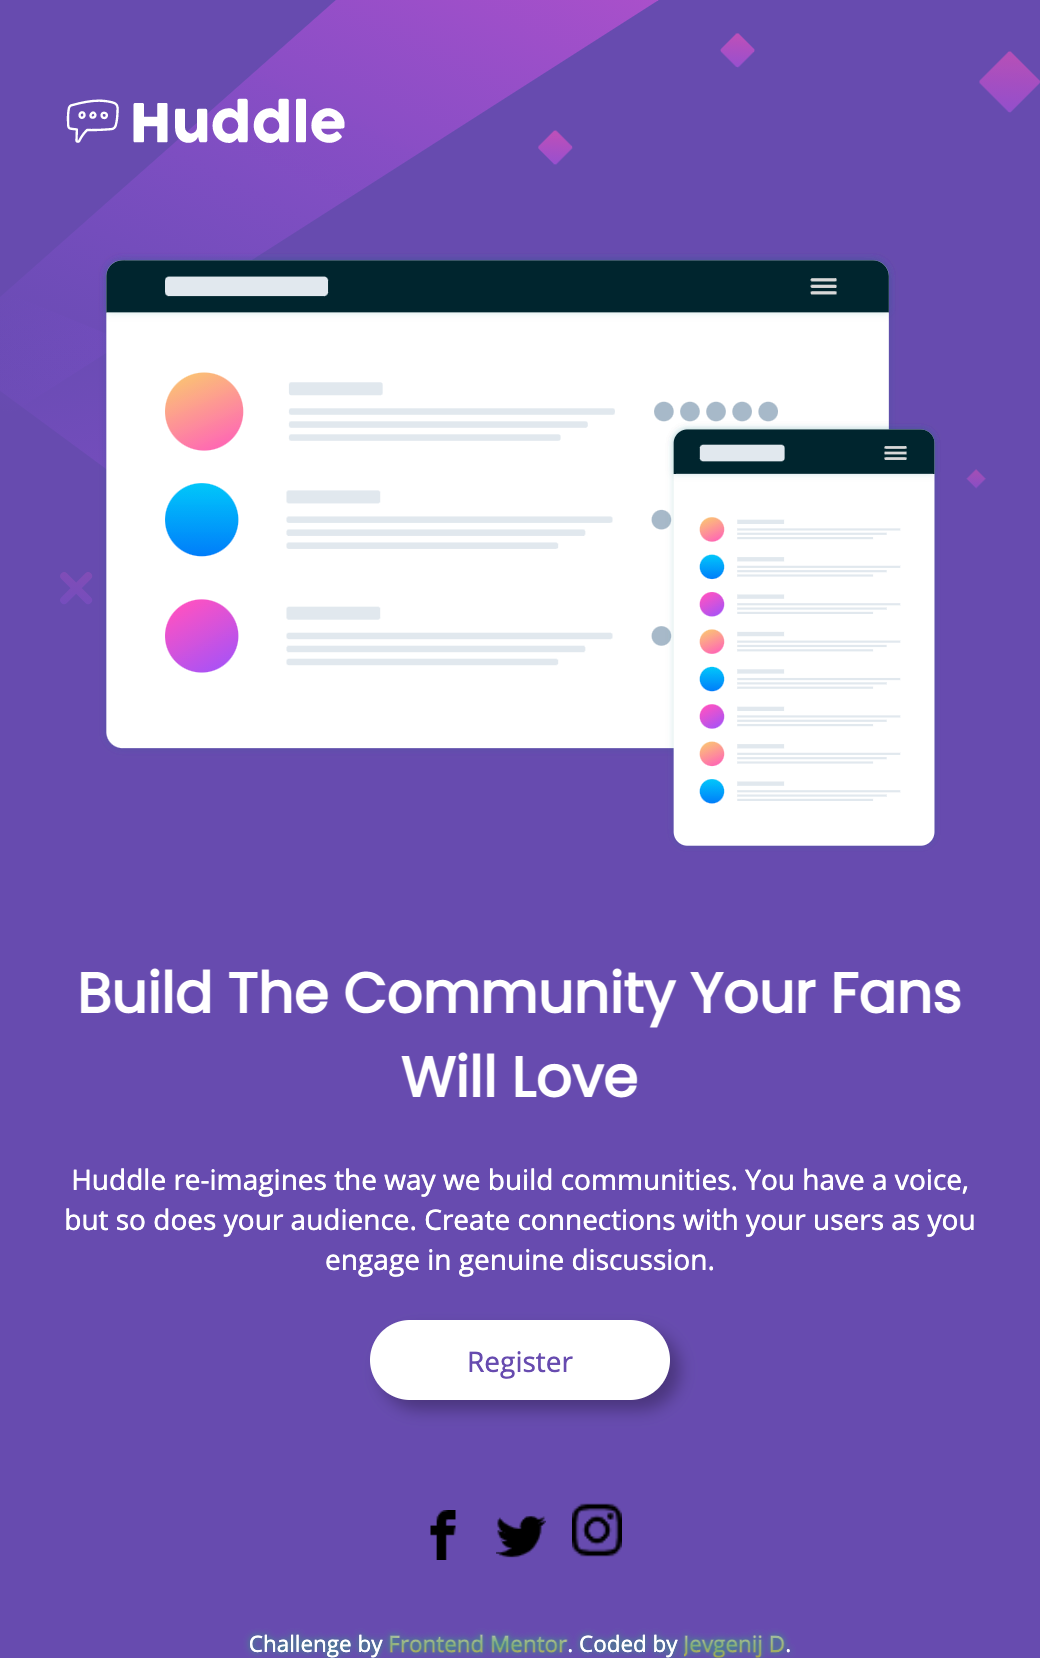 Huddle
Build The Community Your Fans
Will Love
Huddle re-imagines the way we build communities. You have a voice,
but so does your audience. Create connections with your users as you
engage in genuine discussion.
Register
Challenge by Frontend Mentor. Coded by Jevgenij D.